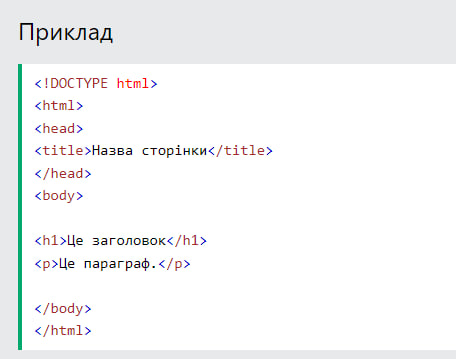 Приклад
<!DOCTYPE html>
<html>
<head>
<title>Назва сторінки</title>
</head>
<body>
<h1>Це заголовок</h1>
<p>Це параграф.</p>
</body>
</html>